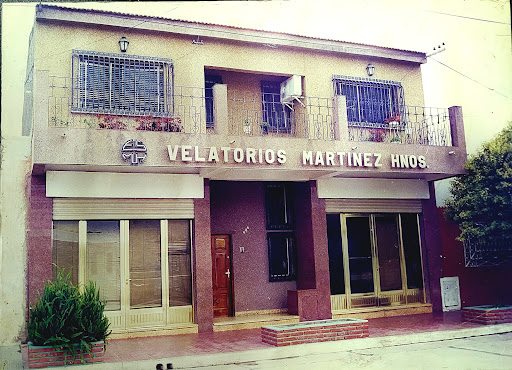 VELATORIOS MARTINEZ HNOS.